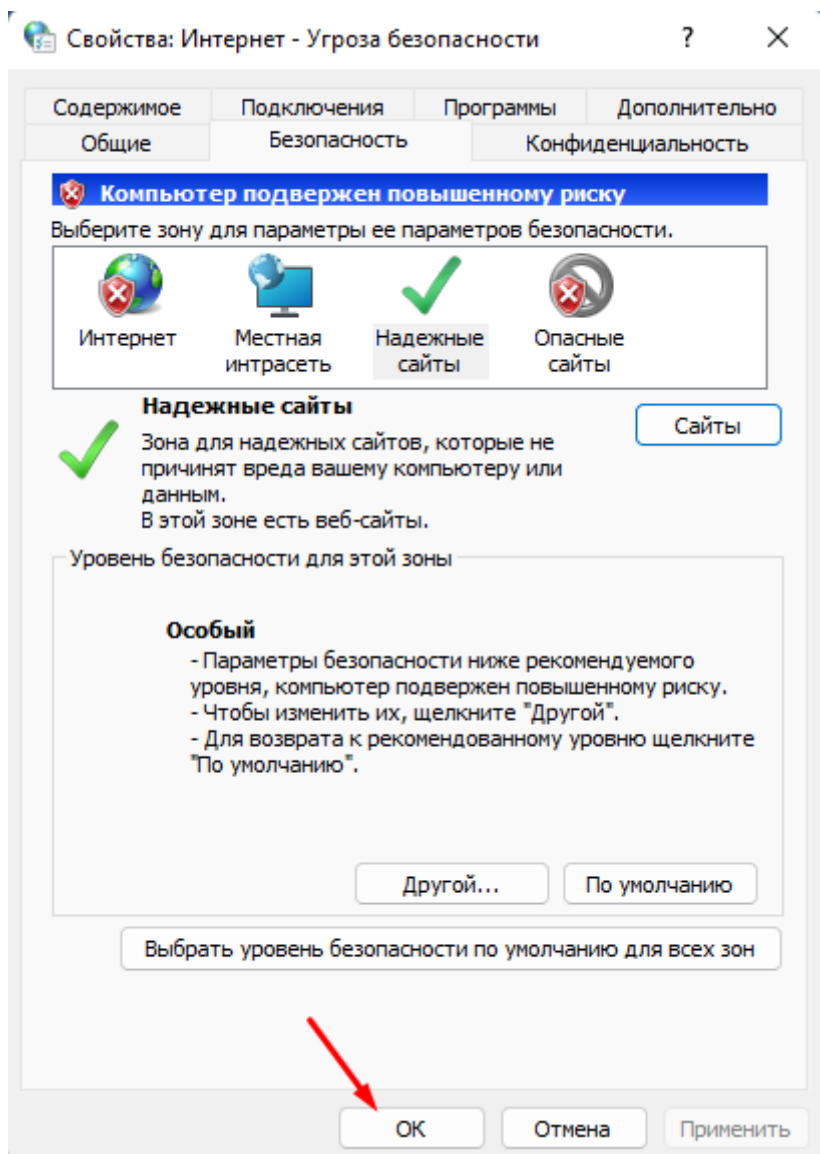 Свойства: Интернет - Угроза безопасности
?
Содержимое Подключения Программы Дополнительно
Общие Безопасность Конфиденциальность
Компьютер подвержен повышенному риску
Выберите зону для параметры ее параметров безопасности.
Интернет Местная Надежные Опасные
интрасеть сайты сайты
Надежные сайты
Сайты
Зона для надежных сайтов, которые не
причинят вреда вашему компьютеру или
данным.
В этой зоне есть веб-сайты.
Уровень безопасности для этой зоны
Особый
- Параметры безопасности ниже рекомендуемого
уровня, компьютер подвержен повышенному риску.
- Чтобы изменить их, щелкните "Другой".
- Для возврата к рекомендованному уровню щелкните
"По умолчанию".
Другой... По умолчанию
Выбрать уровень безопасности по умолчанию для всех зон
ОК Отмена Применить